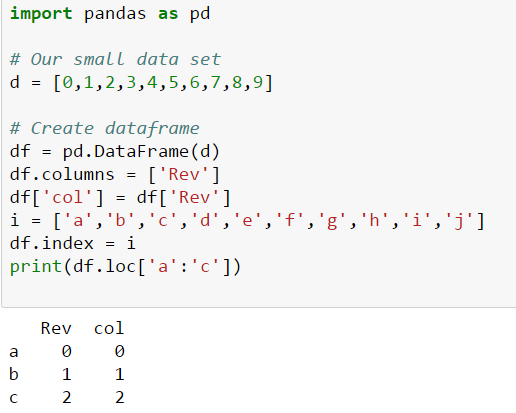 import pandas as pd
# Our small data set
d = [0,1,2,3,4,5,6,7,8,9]
# Create dataframe
df = pd.DataFrame(d)
df.columns = ['Rev']
df['col'] = df['Rev']
i = ['a','b','c','d','e','f','g','h','i','j']
df.index = i
print(df.loc['a':'c'])
Rev col
a 0 0
b 1 1
c 2 2